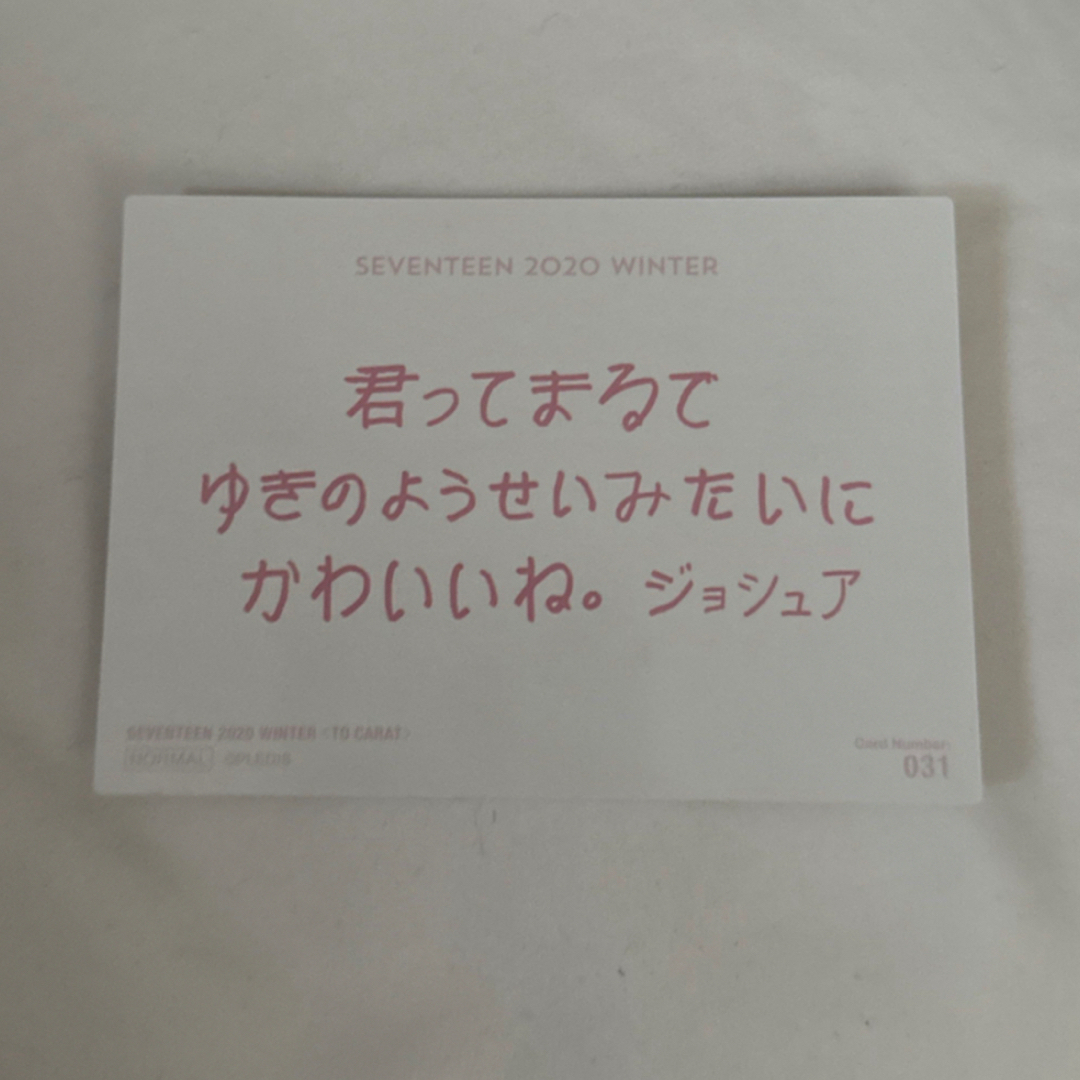 SEVENTEEN 2020 WINTER
君ってまるで
ゆきのようせいみたいに
かわいいね。ジョシュア
SEVENTEEN 2020 WINTER <TO CARAT>
NORMAL ©PLEDIS
Card Number
031